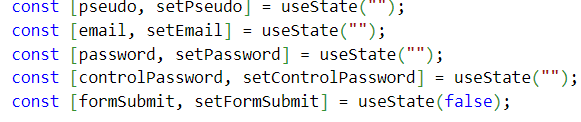 const [pseudo, setPseudo] = useState("");
const [email, setEmail] = useState("");
const [password, setPassword] = useState("");
const [controlPassword, setControlPassword] = useState("");
const [formSubmit, setFormSubmit] = useState(false);